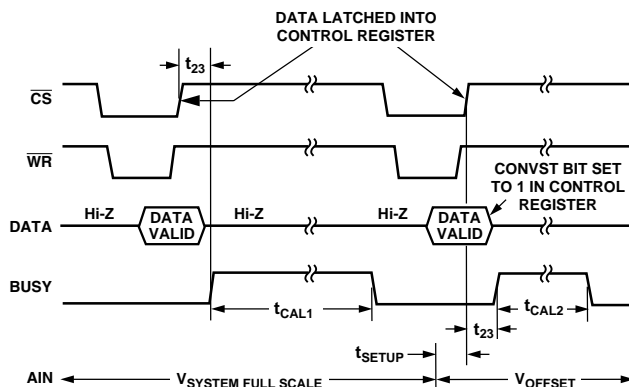 DATA LATCHED INTO
CONTROL REGISTER
t23
CS
WR
CONVST BIT SET
TO 1 IN CONTROL
REGISTER
Hi-Z
DATA
VALID
Hi-Z
Hi-Z
DATA
VALID
DATA
BUSY
tCAL1
tCAL2
t23
tSETUP
AIN
VSYSTEM FULL SCALE
VOFFSET